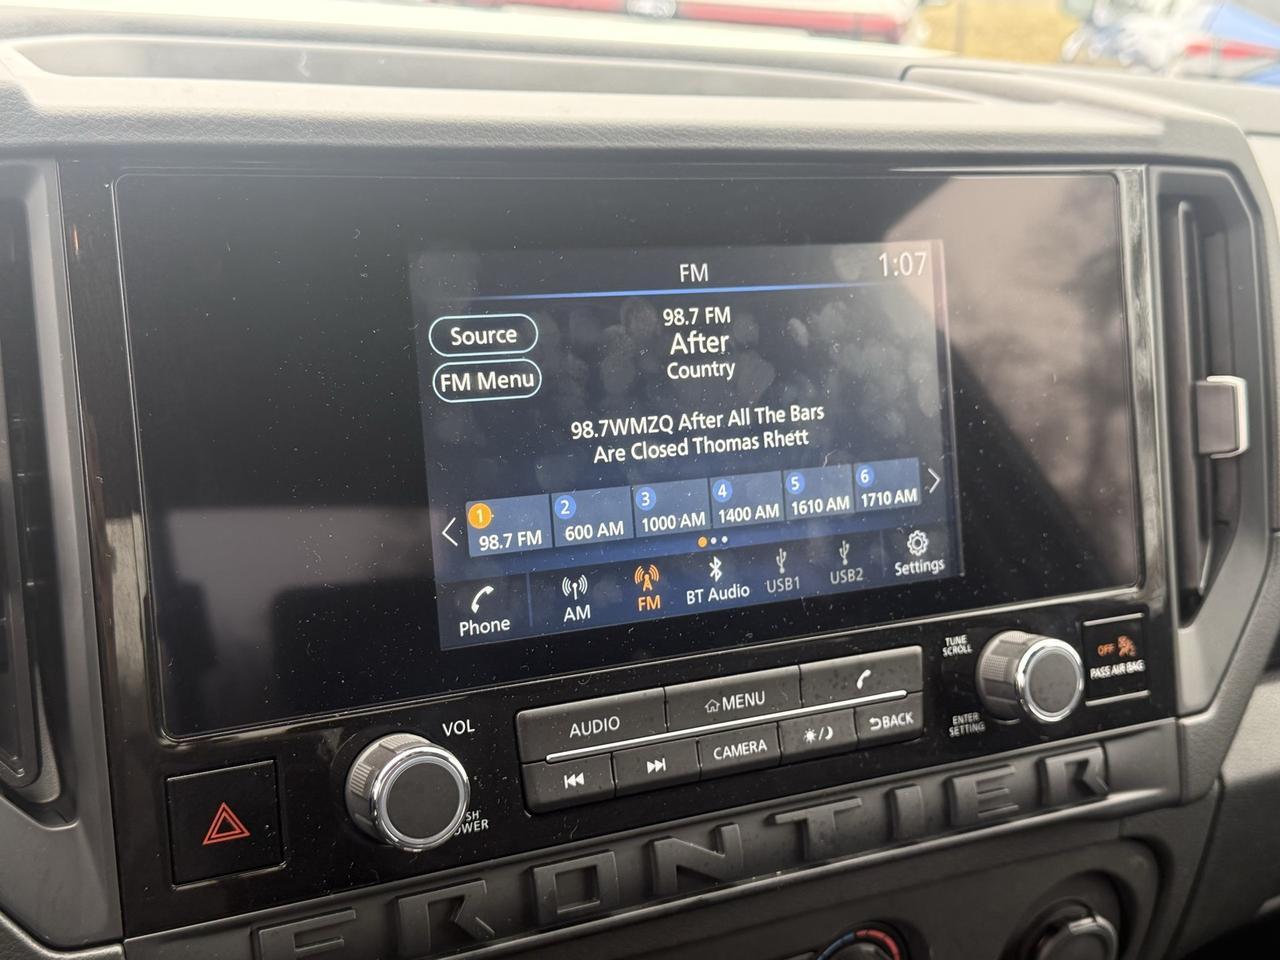 FM
1:07
Source
98.7 FM
After
Country
FM Menu
98.7WMZQ After All The Bars
Are Closed Thomas Rhett
1
98.7 FM
2
600 AM
3
1000 AM
4
1400 AM
5
1610 AM
6
1710 AM
Phone
AM
FM
BT Audio
USB1
USB2
Settings
VOL
AUDIO
MENU
CAMERA
BACK
TUNE
SCROLL
ENTER
SETTING
OFF
PASS AIR BAG
FRONTIER